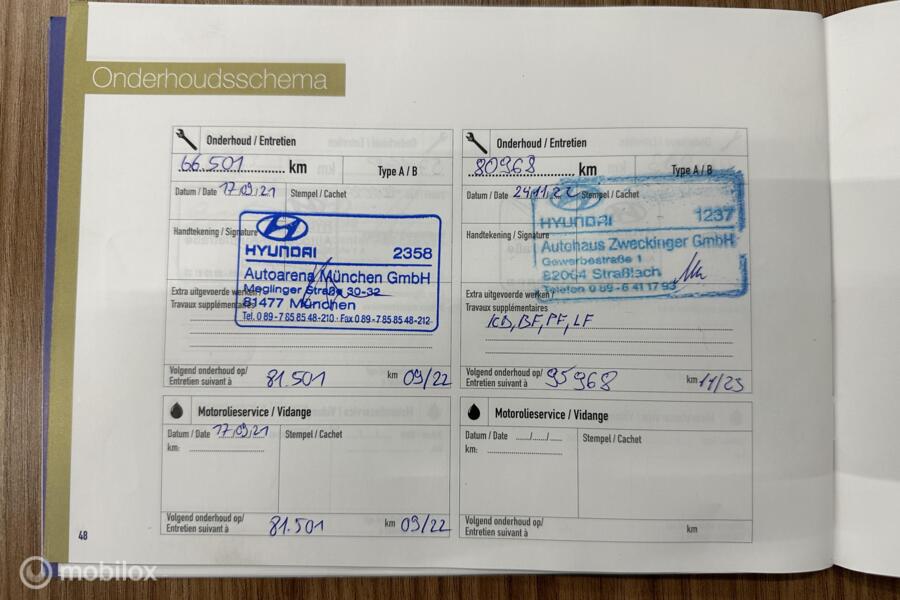 Onderhoudsschema
Onderhoud / Entretien
66.501 km
Type A / B
Datum / Date 17.09.21
Stempel / Cachet
Handtekening / Signature
HYUNDAI 2358
Autoarena München GmbH
Meglinger Straße 30-32
81477 München
Tel. 0 89 - 7 85 85 48-210 · Fax 0 89 - 7 85 85 48-212
Extra uitgevoerde werken /
Travaux supplémentaires
Volgend onderhoud op/
Entretien suivant à 81.501 km 09/22
Motorolieservice / Vidange
Datum / Date 17.09.21
Stempel / Cachet
km:
Volgend onderhoud op/
Entretien suivant à 81.501 km 09/22
Onderhoud / Entretien
80968 km
Type A / B
Datum / Date 24.11.22
Stempel / Cachet
Handtekening / Signature
HYUNDAI 1237
Autohaus Zweckinger GmbH
Gewerbestraße 1
82064 Straßlach
Telefon 0 89 - 6 41 17 93
Extra uitgevoerde werken /
Travaux supplémentaires
KD, BF, PF, LF
Volgend onderhoud op/
Entretien suivant à 95968 km 11/23
Motorolieservice / Vidange
Datum / Date
Stempel / Cachet
km:
Volgend onderhoud op/
Entretien suivant à km
48
mobilox